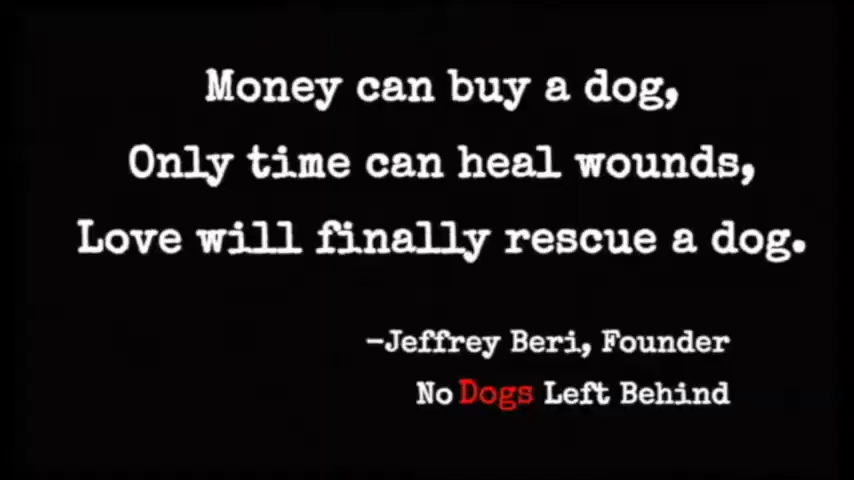 Money can buy a dog,
Only time can heal wounds,
Love will finally rescue a dog.
-Jeffrey Beri, Founder
No Dogs Left Behind